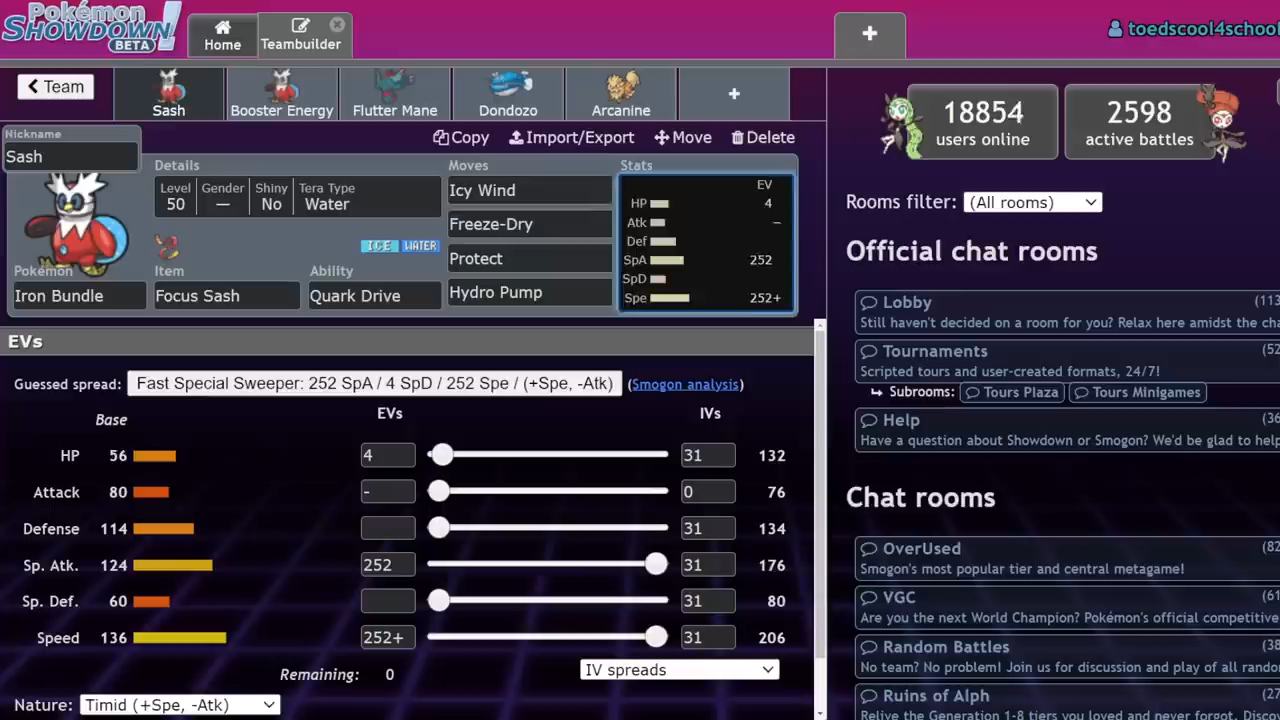 Pokémon
SHOWDOWN!
BETA
Home
Teambuilder
toedscool4school
Team
Sash
Booster Energy
Flutter Mane
Dondozo
Arcanine
Copy
Import/Export
Move
Delete
Nickname
Sash
Details
Moves
Stats
Level
50
Gender
—
Shiny
No
Tera Type
Water
Icy Wind
Freeze-Dry
Protect
Hydro Pump
EV
HP 4
Atk –
Def
SpA 252
SpD
Spe 252+
ICE WATER
Pokémon
Iron Bundle
Item
Focus Sash
Ability
Quark Drive
EVs
Guessed spread: Fast Special Sweeper: 252 SpA / 4 SpD / 252 Spe / (+Spe, -Atk) (Smogon analysis)
Base EVs IVs
HP 56 4 31 132
Attack 80 - 0 76
Defense 114 31 134
Sp. Atk. 124 252 31 176
Sp. Def. 60 31 80
Speed 136 252+ 31 206
Remaining: 0
IV spreads
Nature: Timid (+Spe, -Atk)
18854
users online
2598
active battles
Rooms filter: (All rooms)
Official chat rooms
Lobby (113
Still haven't decided on a room for you? Relax here amidst the cha
Tournaments (52
Scripted tours and user-created formats, 24/7!
Subrooms: Tours Plaza Tours Minigames
Help (36
Have a question about Showdown or Smogon? We'd be glad to help
Chat rooms
OverUsed (82
Smogon's most popular tier and central metagame!
VGC (61
Are you the next World Champion? Pokémon's official competitive
Random Battles (38
No team? No problem! Join us for discussion and play of all rando
Ruins of Alph (27
Relive the Generation 1-8 tiers you loved and never forgot. Disco